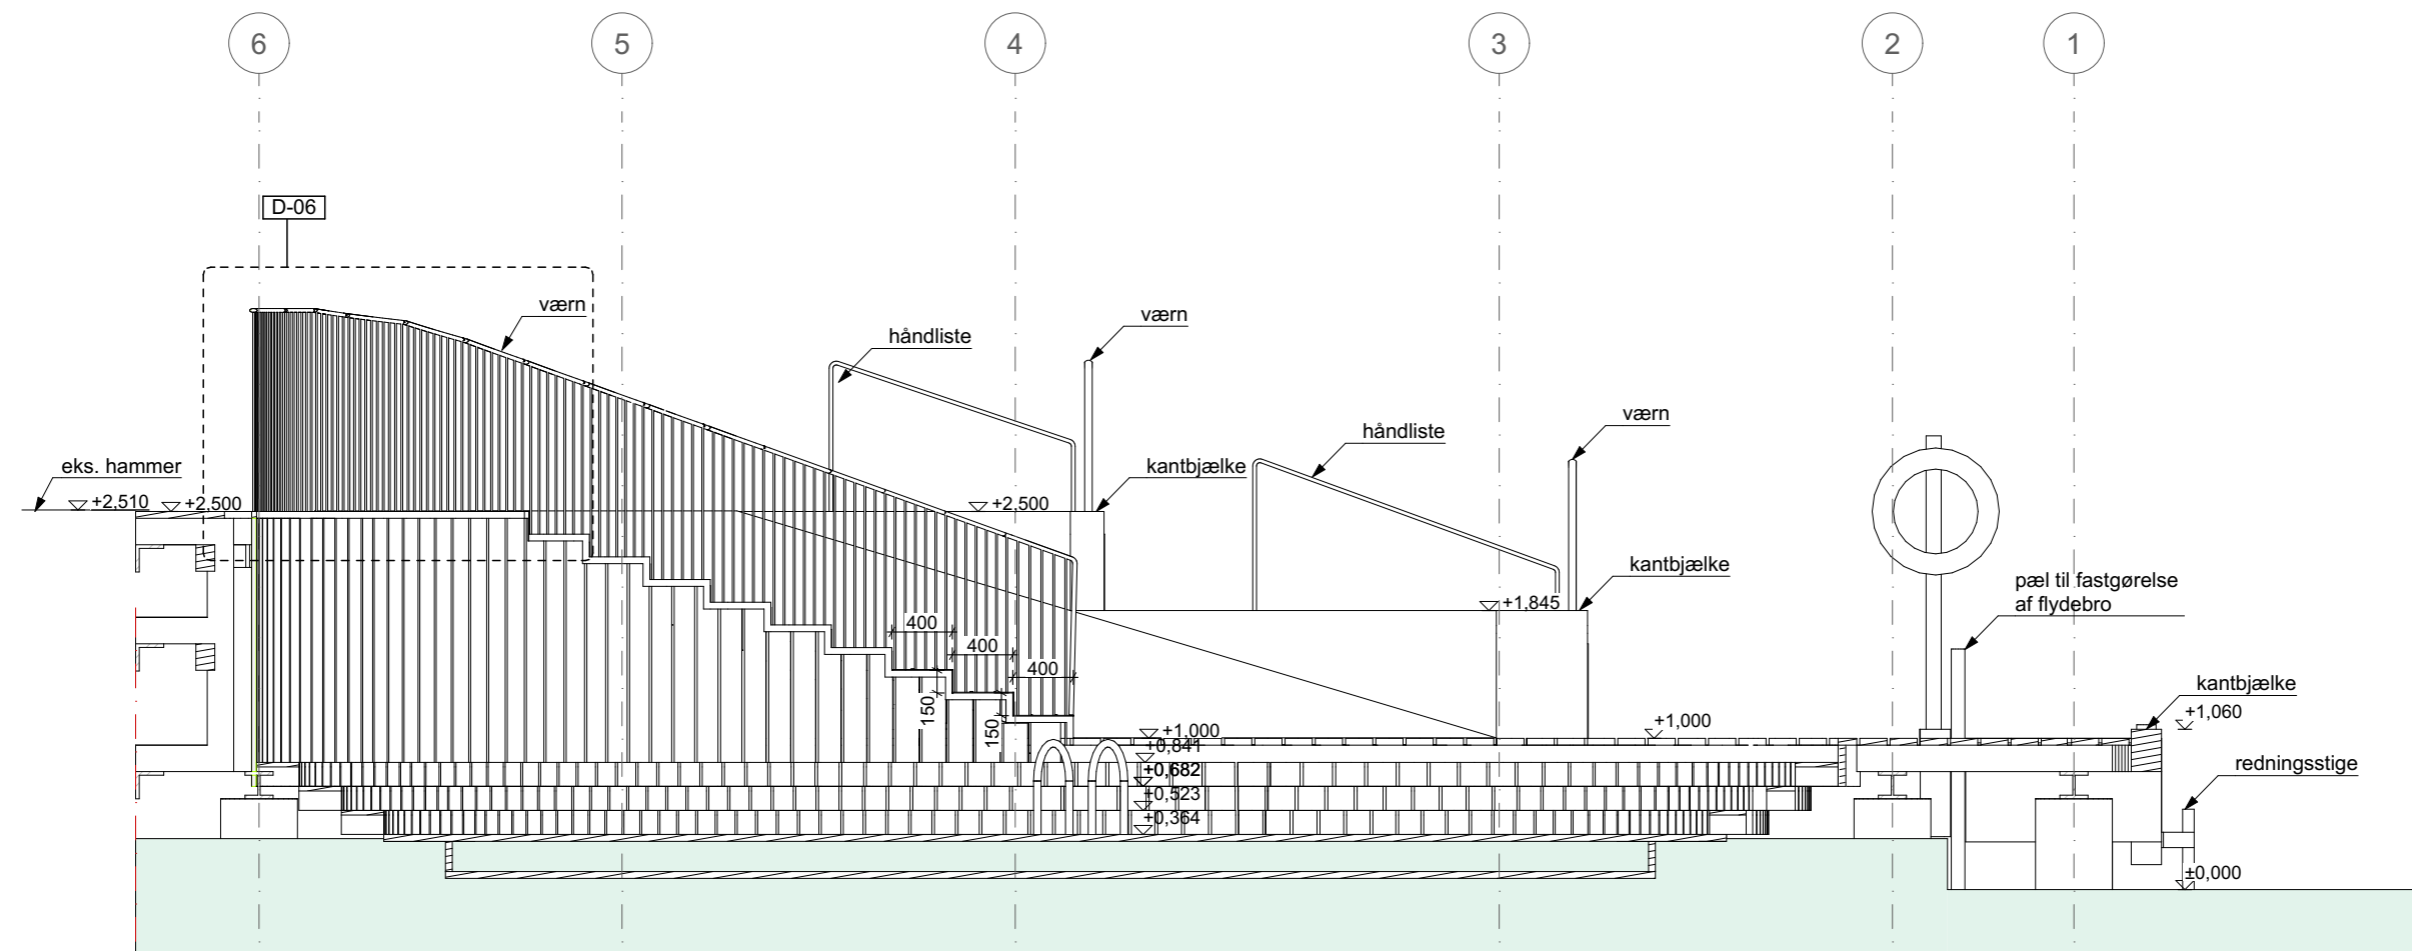 6
5
4
3
2
1
D-06
værn
håndliste
værn
værn
håndliste
kantbjælke
eks. hammer
+2,510
+2,500
+2,500
kantbjælke
pæl til fastgørelse
af flydebro
+1,845
400
400
400
150
150
kantbjælke
+1,060
+1,000
+1,000
+0,841
+0,682
+0,523
+0,364
redningsstige
±0,000